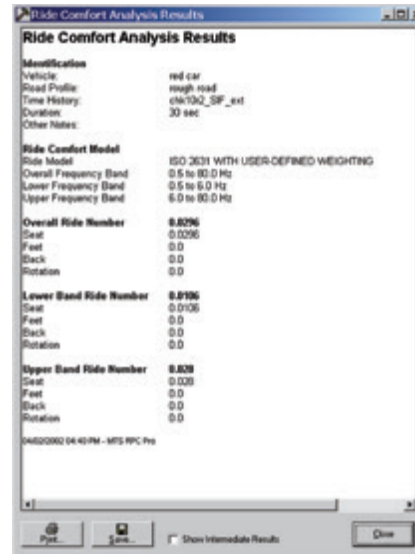 Ride Comfort Analysis Results
Ride Comfort Analysis Results
Identification
Vehicle: red car
Road Profile: rough road
Time History:
Duration: 30 sec
Other Notes:
Ride Comfort Model
Ride Model ISO 2631 WITH USER-DEFINED WEIGHTING
Overall Frequency Band 0.5 to 80.0 Hz
Lower Frequency Band 0.5 to 6.0 Hz
Upper Frequency Band 6.0 to 80.0 Hz
Overall Ride Number 0.0296
Seat 0.0296
Feet 0.0
Back 0.0
Rotation 0.0
Lower Band Ride Number 0.0106
Seat 0.0106
Feet 0.0
Back 0.0
Rotation 0.0
Upper Band Ride Number 0.028
Seat 0.028
Feet 0.0
Back 0.0
Rotation 0.0
04:40 PM - MTS RPC Pro
Print... Save... Show Intermediate Results Close